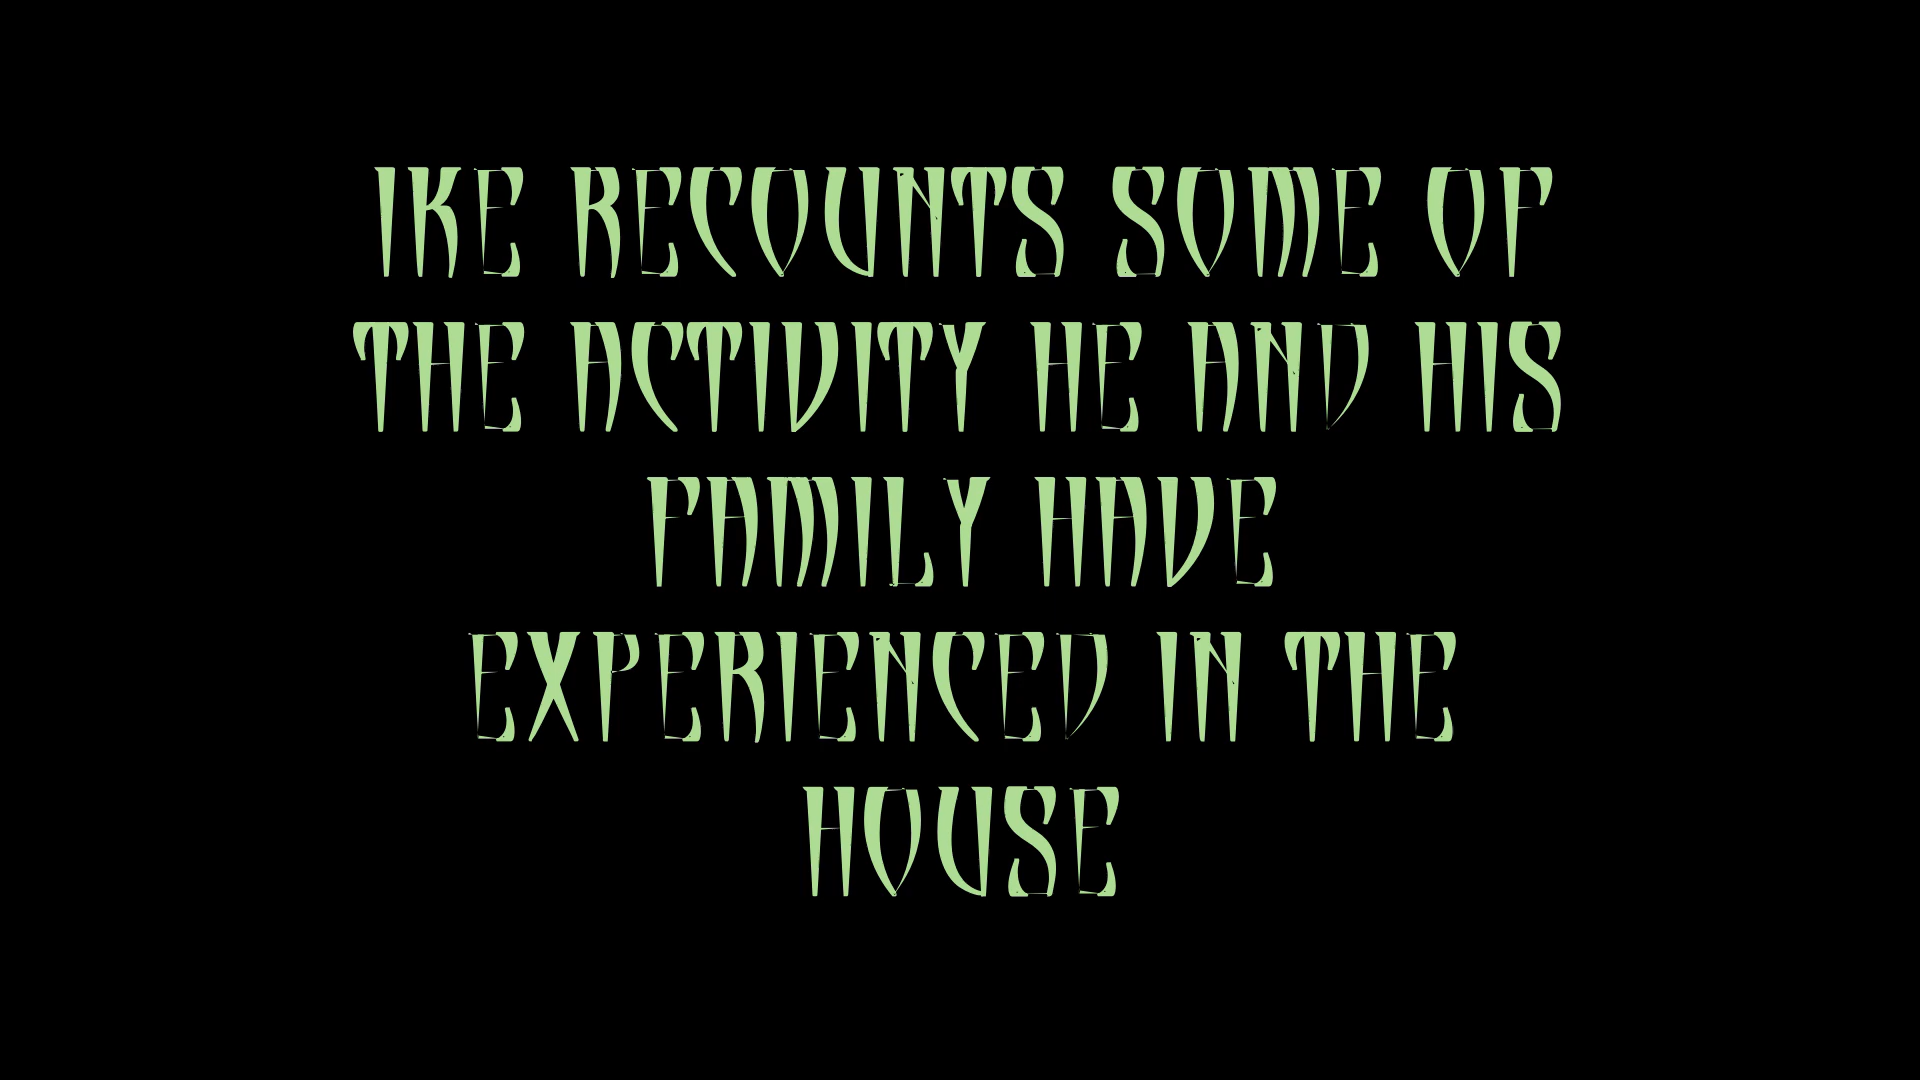 IKE RECOUNTS SOME OF
THE ACTIVITY HE AND HIS
FAMILY HAVE
EXPERIENCED IN THE
HOUSE